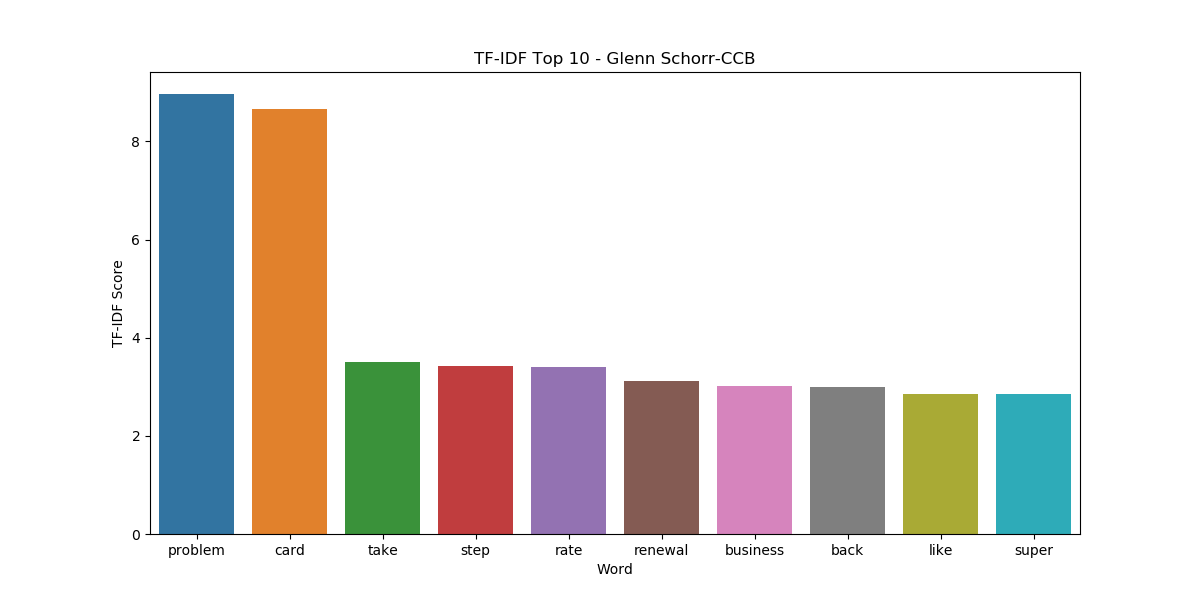 TF-IDF Top 10 - Glenn Schorr-CCB
TF-IDF Score
8
6
4
2
0
problem card take step rate renewal business back like super
Word